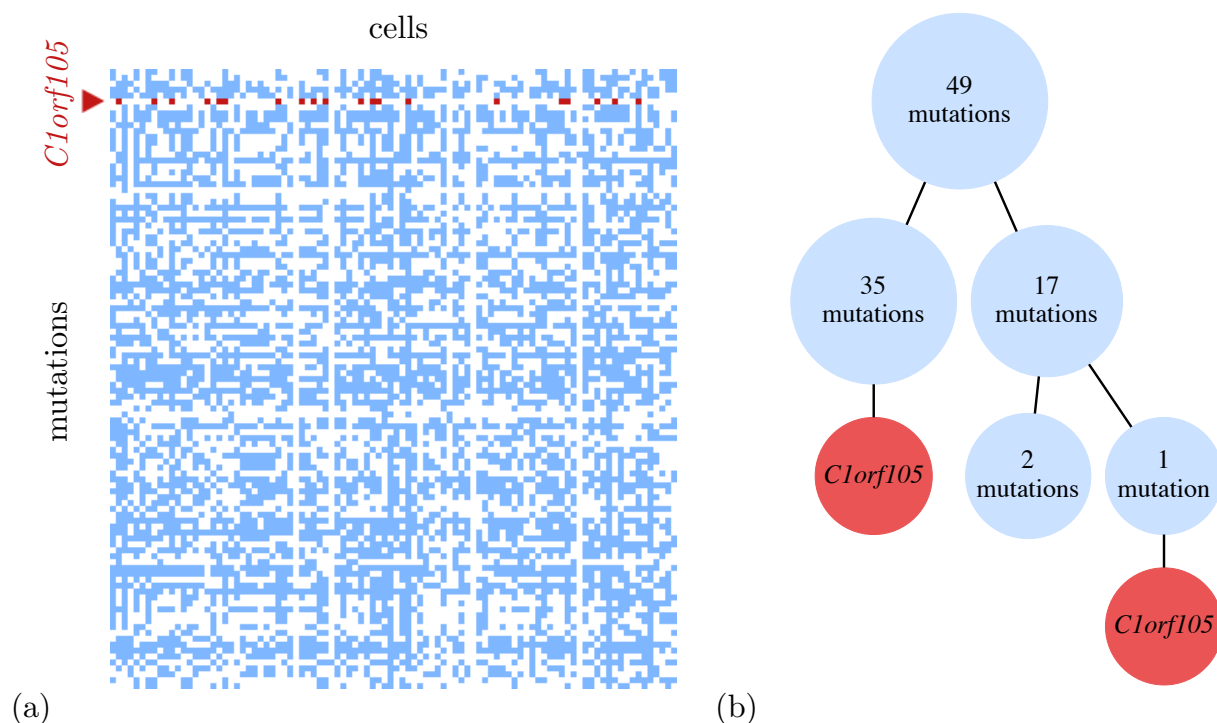 cells
C1orf105
mutations
(a)
49
mutations
35
mutations
17
mutations
C1orf105
2
mutations
1
mutation
C1orf105
(b)